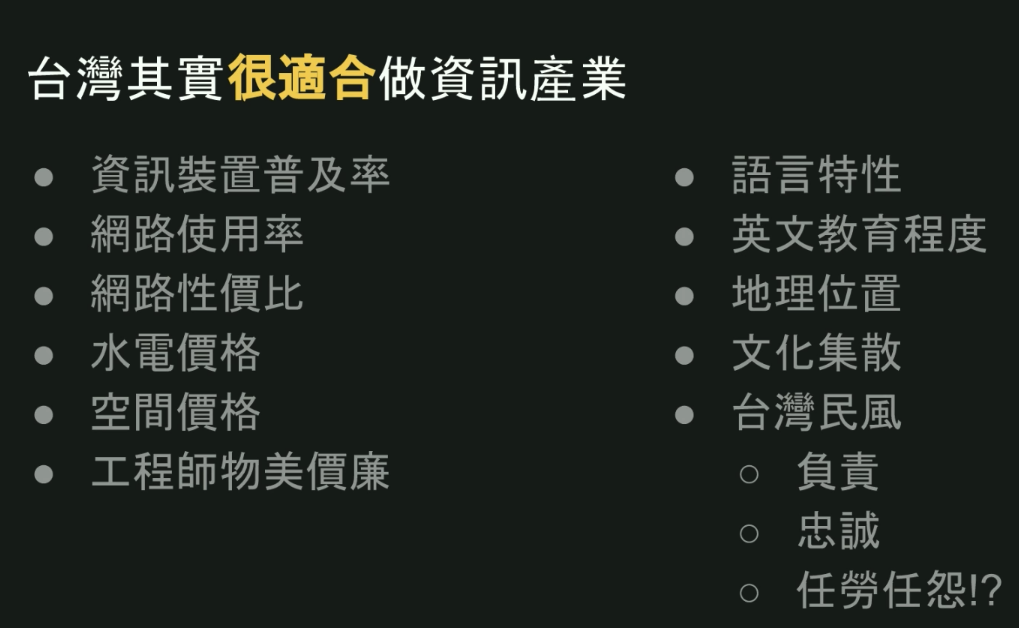 台灣其實很適合做資訊產業
● 資訊裝置普及率
● 網路使用率
● 網路性價比
● 水電價格
● 空間價格
● 工程師物美價廉
● 語言特性
● 英文教育程度
● 地理位置
● 文化集散
● 台灣民風
○ 負責
○ 忠誠
○ 任勞任怨!?